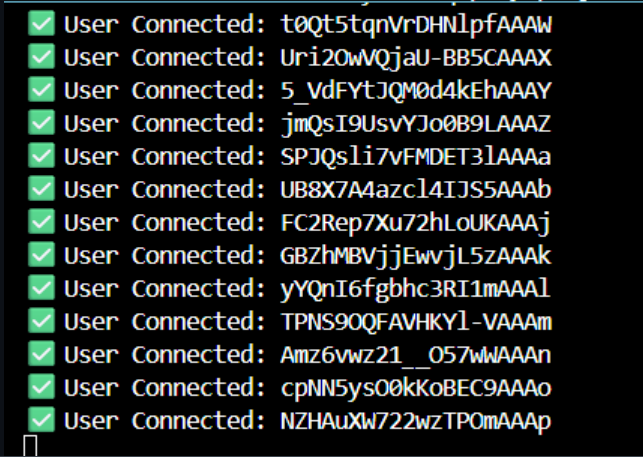 ✅ User Connected: t0Qt5tqnVrDHNlpfAAAW
✅ User Connected: Uri2OwVQjaU-BB5CAAAX
✅ User Connected: 5_VdFYtJQM0d4kEhAAAY
✅ User Connected: jmQsI9UsvYJo0B9LAAAZ
✅ User Connected: SPJQsli7vFMDET3lAAAa
✅ User Connected: UB8X7A4azcl4IJS5AAAb
✅ User Connected: FC2Rep7Xu72hLoUKAAAj
✅ User Connected: GBZhMBVjjEwvjL5zAAAk
✅ User Connected: yYQnI6fgbhc3RI1mAAAl
✅ User Connected: TPNS9OQFAVHKYl-VAAAm
✅ User Connected: Amz6vwz21__O57wWAAAn
✅ User Connected: cpNN5ysO0kKoBEC9AAAo
✅ User Connected: NZHAuXW722wzTPOmAAAp